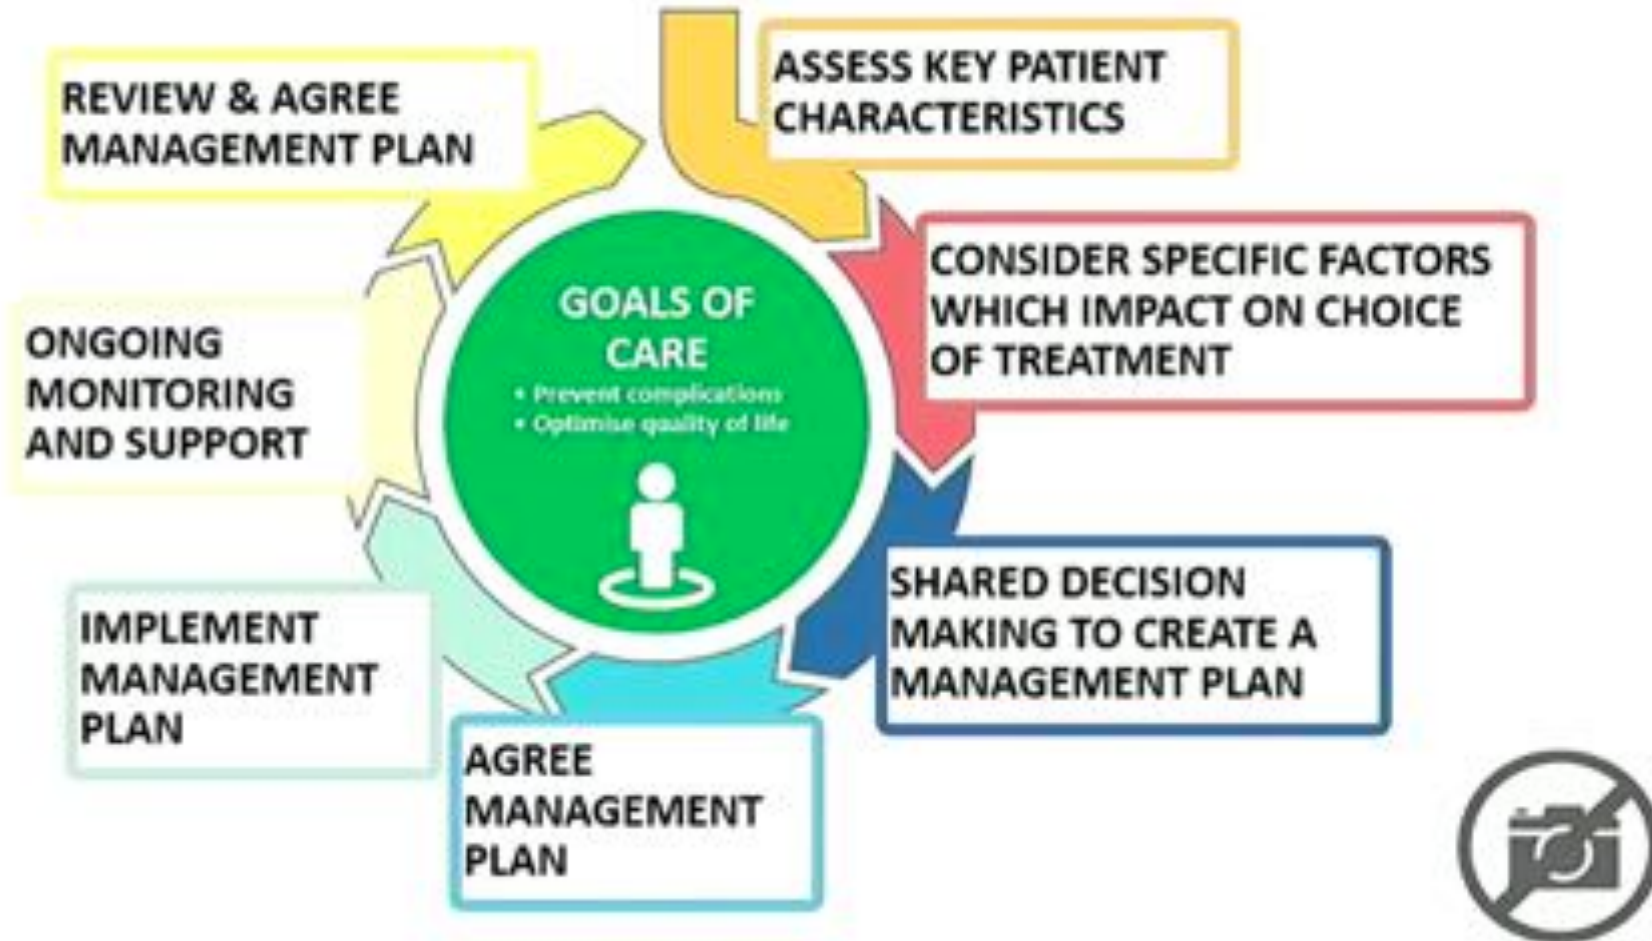 ASSESS KEY PATIENT
CHARACTERISTICS
CONSIDER SPECIFIC FACTORS
WHICH IMPACT ON CHOICE
OF TREATMENT
SHARED DECISION
MAKING TO CREATE A
MANAGEMENT PLAN
AGREE
MANAGEMENT
PLAN
IMPLEMENT
MANAGEMENT
PLAN
ONGOING
MONITORING
AND SUPPORT
REVIEW & AGREE
MANAGEMENT PLAN
GOALS OF
CARE
• Prevent complications
• Optimise quality of life